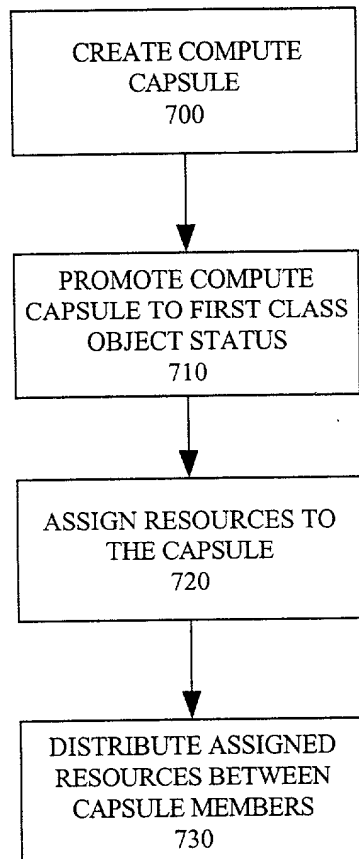 CREATE COMPUTE
CAPSULE
700
PROMOTE COMPUTE
CAPSULE TO FIRST CLASS
OBJECT STATUS
710
ASSIGN RESOURCES TO
THE CAPSULE
720
DISTRIBUTE ASSIGNED
RESOURCES BETWEEN
CAPSULE MEMBERS
730